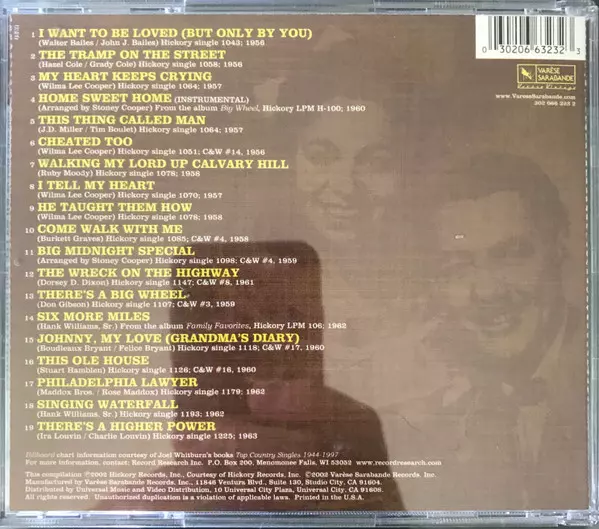 1 I WANT TO BE LOVED (BUT ONLY BY YOU)
(Walter Bailes / John J. Bailes) Hickory single 1043; 1956
2 THE TRAMP ON THE STREET
(Hazel Cole / Grady Cole) Hickory single 1058; 1956
3 MY HEART KEEPS CRYING
(Wilma Lee Cooper) Hickory single 1064; 1957
4 HOME SWEET HOME (INSTRUMENTAL)
(Arranged by Stoney Cooper) From the album Big Wheel, Hickory LPM H-100; 1960
5 THIS THING CALLED MAN
(J.D. Miller / Tim Boulet) Hickory single 1064; 1957
6 CHEATED TOO
(Wilma Lee Cooper) Hickory single 1051; C&W #14, 1956
7 WALKING MY LORD UP CALVARY HILL
(Ruby Moody) Hickory single 1078; 1958
8 I TELL MY HEART
(Wilma Lee Cooper) Hickory single 1070; 1957
9 HE TAUGHT THEM HOW
(Wilma Lee Cooper) Hickory single 1078; 1958
10 COME WALK WITH ME
(Burkett Graves) Hickory single 1085; C&W #4, 1958
11 BIG MIDNIGHT SPECIAL
(Arranged by Stoney Cooper) Hickory single 1098; C&W #4, 1959
12 THE WRECK ON THE HIGHWAY
(Dorsey D. Dixon) Hickory single 1147; C&W #8, 1961
13 THERE'S A BIG WHEEL
(Don Gibson) Hickory single 1107; C&W #3, 1959
14 SIX MORE MILES
(Hank Williams, Sr.) From the album Family Favorites, Hickory LPM 106; 1962
15 JOHNNY, MY LOVE (GRANDMA'S DIARY)
(Boudleaux Bryant / Felice Bryant) Hickory single 1118; C&W #17, 1960
16 THIS OLE HOUSE
(Stuart Hamblen) Hickory single 1126; C&W #16, 1960
17 PHILADELPHIA LAWYER
(Maddox Bros. / Rose Maddox) Hickory single 1179; 1962
18 SINGING WATERFALL
(Hank Williams, Sr.) Hickory single 1193; 1962
19 THERE'S A HIGHER POWER
(Ira Louvin / Charlie Louvin) Hickory single 1225; 1963
Billboard chart information courtesy of Joel Whitburn's books Top Country Singles 1944-1997
For more information, contact: Record Research Inc. P.O. Box 200, Menomonee Falls, WI 53052 www.recordresearch.com
This compilation ℗2002 Hickory Records, Inc., Courtesy of Hickory Records, Inc. ©2002 Varèse Sarabande Records, Inc.
Manufactured by Varèse Sarabande Records, Inc., 11846 Ventura Blvd., Suite 130, Studio City, CA 91604.
Distributed by Universal Music and Video Distribution, 10 Universal City Plaza, Universal City, CA 91608.
All rights reserved. Unauthorized duplication is a violation of applicable laws. Printed in the U.S.A.
0 30206 63232 3
VARÈSE
SARABANDE
www.VareseSarabande.com
302 066 232 2